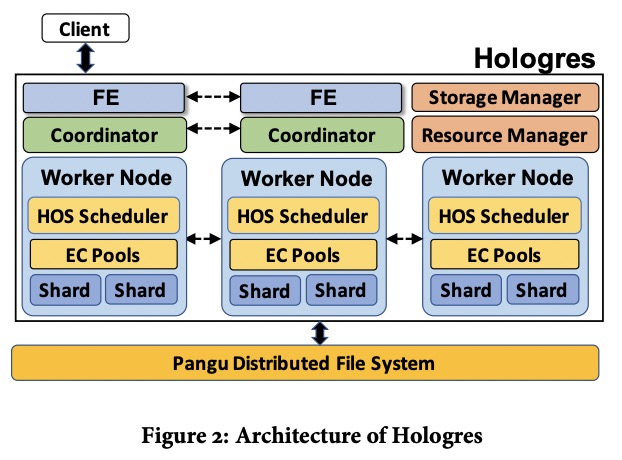 Client
Hologres
FE
FE
Storage Manager
Coordinator
Coordinator
Resource Manager
Worker Node
Worker Node
Worker Node
HOS Scheduler
HOS Scheduler
HOS Scheduler
EC Pools
EC Pools
EC Pools
Shard
Shard
Shard
Shard
Shard
Shard
Pangu Distributed File System
Figure 2: Architecture of Hologres